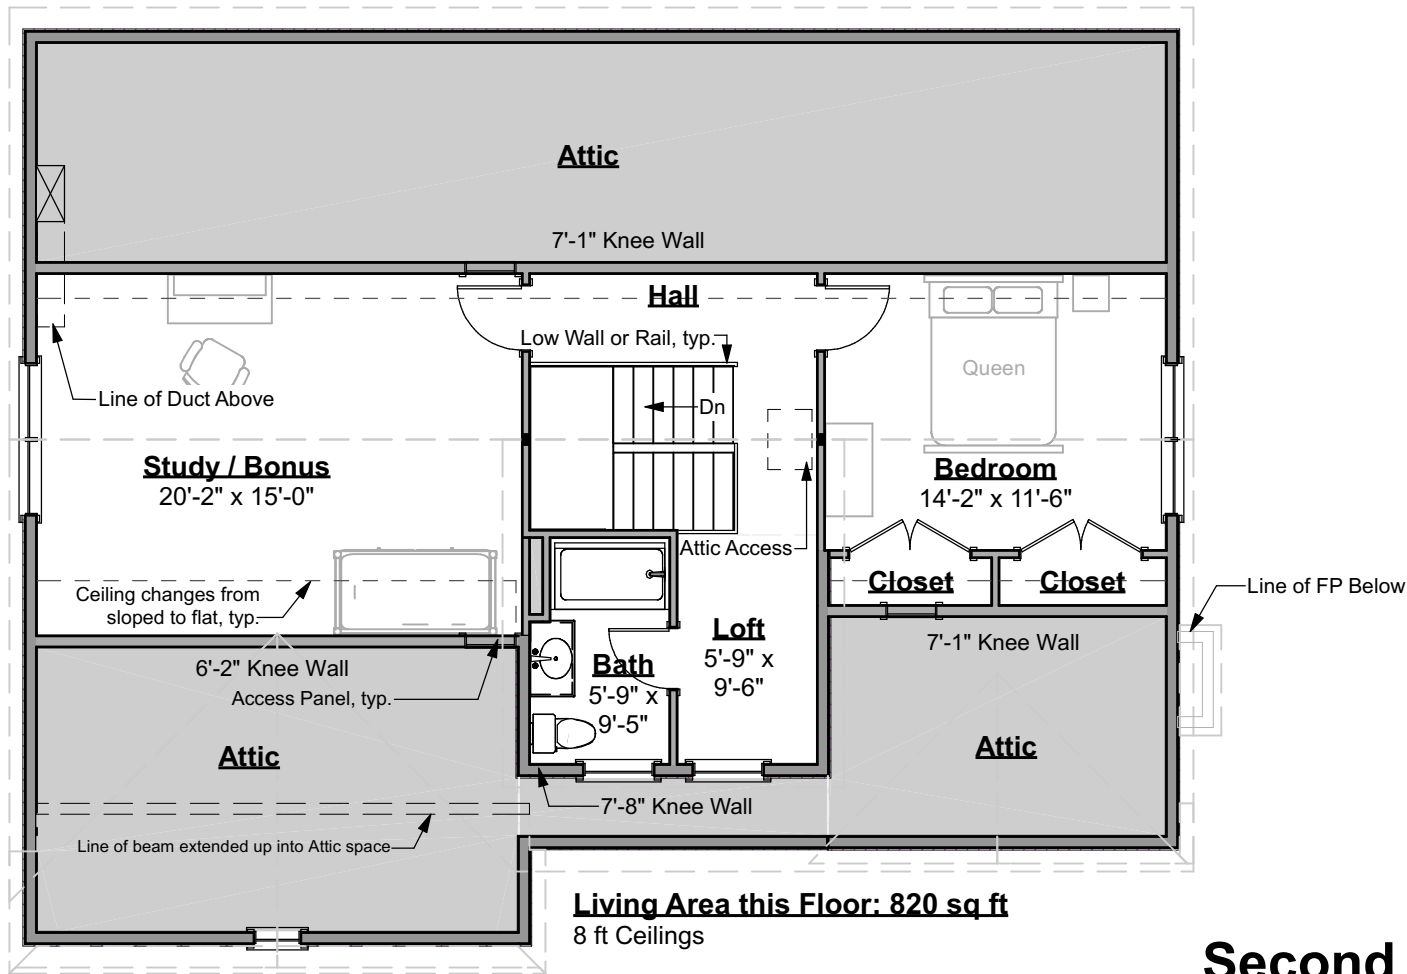 Attic
7'-1" Knee Wall
Hall
Low Wall or Rail, typ.
Queen
Line of Duct Above
Dn
Study / Bonus
20'-2" x 15'-0"
Bedroom
14'-2" x 11'-6"
Attic Access
Ceiling changes from
sloped to flat, typ.
Closet
Closet
Line of FP Below
Loft
5'-9" x
9'-6"
7'-1" Knee Wall
6'-2" Knee Wall
Bath
5'-9" x
9'-5"
Access Panel, typ.
Attic
Attic
7'-8" Knee Wall
Line of beam extended up into Attic space
Living Area this Floor: 820 sq ft
8 ft Ceilings
Second